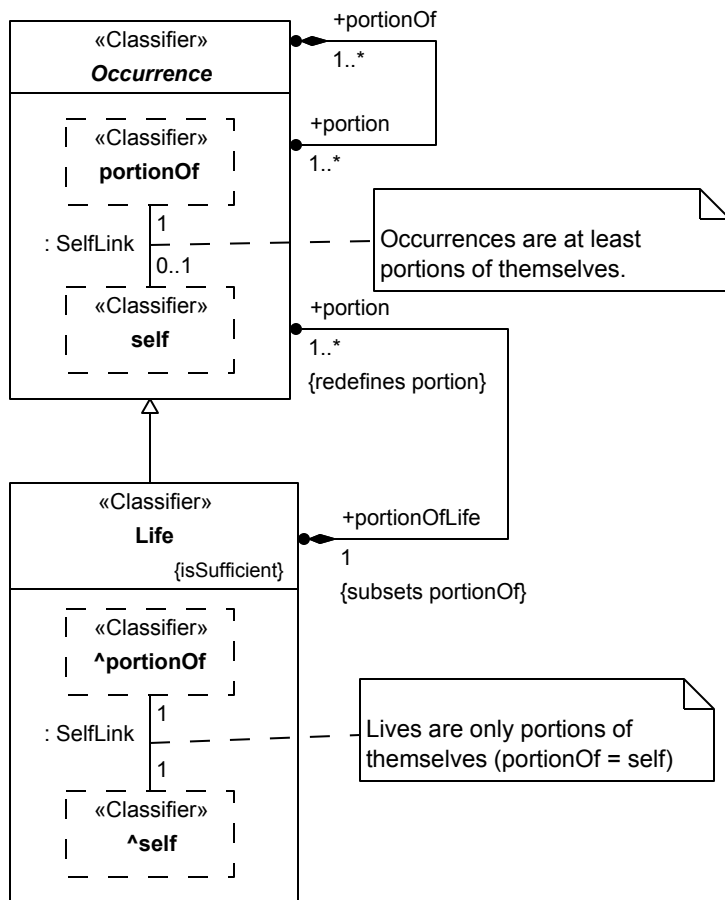 +portionOf
«Classifier»
Occurrence
1..*
«Classifier»
portionOf
+portion
1..*
1
: SelfLink
0..1
Occurrences are at least
portions of themselves.
«Classifier»
self
+portion
1..*
{redefines portion}
«Classifier»
Life
{isSufficient}
+portionOfLife
1
{subsets portionOf}
«Classifier»
^portionOf
1
: SelfLink
1
Lives are only portions of
themselves (portionOf = self)
«Classifier»
^self